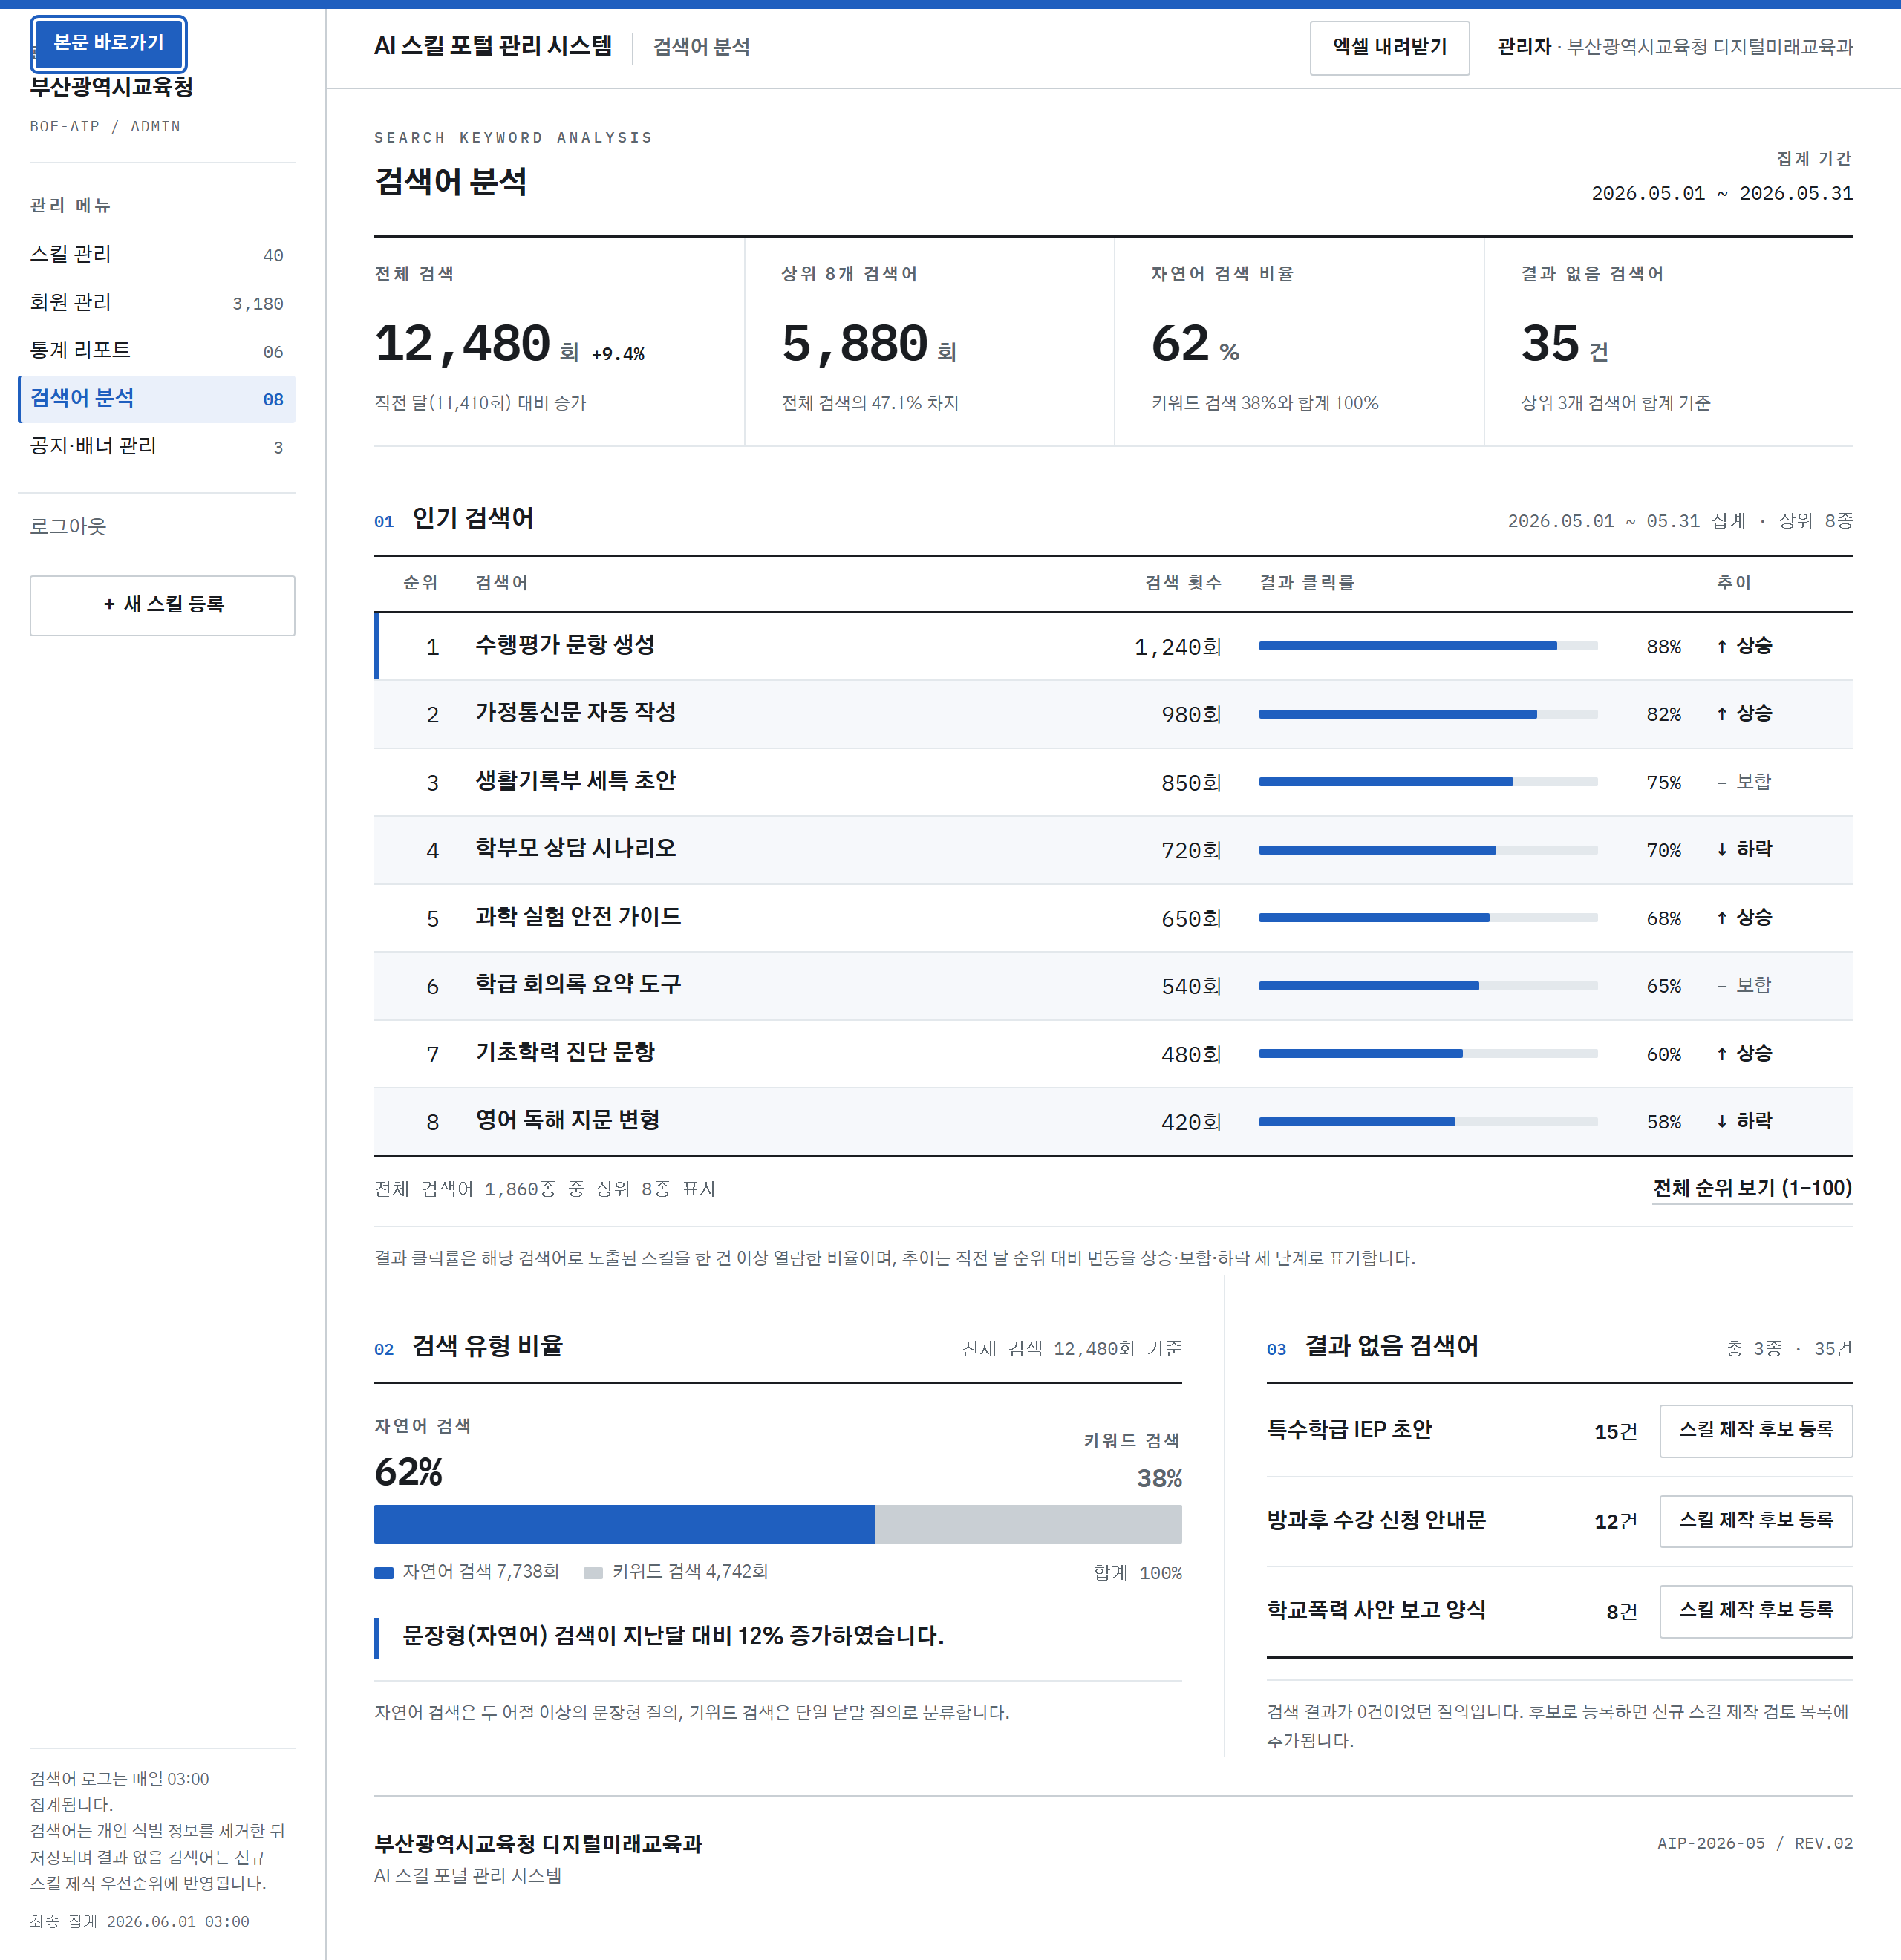 본문 바로가기
부산광역시교육청
BOE-AIP / ADMIN
관리 메뉴
스킬 관리 40
회원 관리 3,180
통계 리포트 06
검색어 분석 08
공지·배너 관리 3
로그아웃
+ 새 스킬 등록
검색어 로그는 매일 03:00
집계됩니다.
검색어는 개인 식별 정보를 제거한 뒤
저장되며 결과 없음 검색어는 신규
스킬 제작 우선순위에 반영됩니다.
최종 집계 2026.06.01 03:00
AI 스킬 포털 관리 시스템 검색어 분석
엑셀 내려받기 관리자 · 부산광역시교육청 디지털미래교육과
SEARCH KEYWORD ANALYSIS
검색어 분석
집계 기간
2026.05.01 ~ 2026.05.31
전체 검색
12,480 회 +9.4%
직전 달(11,410회) 대비 증가
상위 8개 검색어
5,880 회
전체 검색의 47.1% 차지
자연어 검색 비율
62 %
키워드 검색 38%와 합계 100%
결과 없음 검색어
35 건
상위 3개 검색어 합계 기준
01 인기 검색어 2026.05.01 ~ 05.31 집계 · 상위 8종
순위 검색어 검색 횟수 결과 클릭률 추이
1 수행평가 문항 생성 1,240회 88% ↑ 상승
2 가정통신문 자동 작성 980회 82% ↑ 상승
3 생활기록부 세특 초안 850회 75% – 보합
4 학부모 상담 시나리오 720회 70% ↓ 하락
5 과학 실험 안전 가이드 650회 68% ↑ 상승
6 학급 회의록 요약 도구 540회 65% – 보합
7 기초학력 진단 문항 480회 60% ↑ 상승
8 영어 독해 지문 변형 420회 58% ↓ 하락
전체 검색어 1,860종 중 상위 8종 표시 전체 순위 보기 (1–100)
결과 클릭률은 해당 검색어로 노출된 스킬을 한 건 이상 열람한 비율이며, 추이는 직전 달 순위 대비 변동을 상승·보합·하락 세 단계로 표기합니다.
02 검색 유형 비율 전체 검색 12,480회 기준
자연어 검색
62%
키워드 검색
38%
자연어 검색 7,738회 키워드 검색 4,742회 합계 100%
문장형(자연어) 검색이 지난달 대비 12% 증가하였습니다.
자연어 검색은 두 어절 이상의 문장형 질의, 키워드 검색은 단일 낱말 질의로 분류합니다.
03 결과 없음 검색어 총 3종 · 35건
특수학급 IEP 초안 15건 스킬 제작 후보 등록
방과후 수강 신청 안내문 12건 스킬 제작 후보 등록
학교폭력 사안 보고 양식 8건 스킬 제작 후보 등록
검색 결과가 0건이었던 질의입니다. 후보로 등록하면 신규 스킬 제작 검토 목록에
추가됩니다.
부산광역시교육청 디지털미래교육과
AI 스킬 포털 관리 시스템
AIP-2026-05 / REV.02